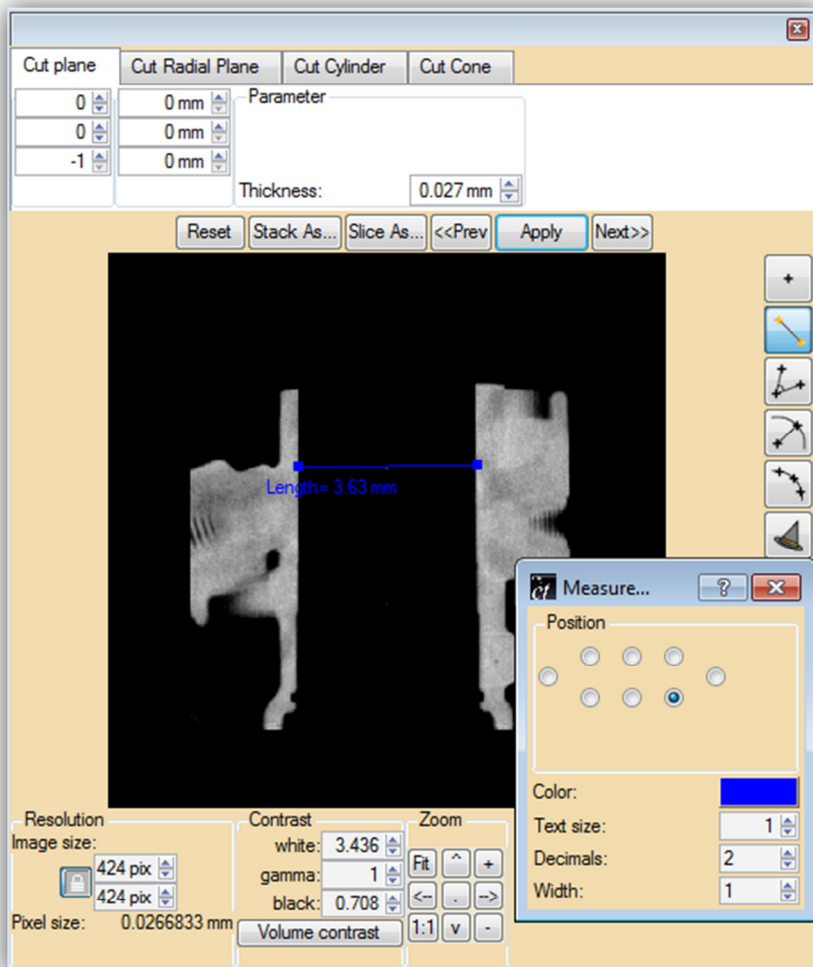 Cut plane Cut Radial Plane Cut Cylinder Cut Cone
0 0 mm Parameter
0 0 mm
-1 0 mm
Thickness: 0.027 mm
Reset Stack As... Slice As... <<Prev Apply Next>>
Length= 3.63 mm
ct Measure... ?
Position
Color:
Text size: 1
Decimals: 2
Width: 1
Resolution Contrast Zoom
Image size: white: 3.436 Fit ^ +
424 pix gamma: 1
424 pix black: 0.708 <-- . -->
Pixel size: 0.0266833 mm Volume contrast 1:1 v -